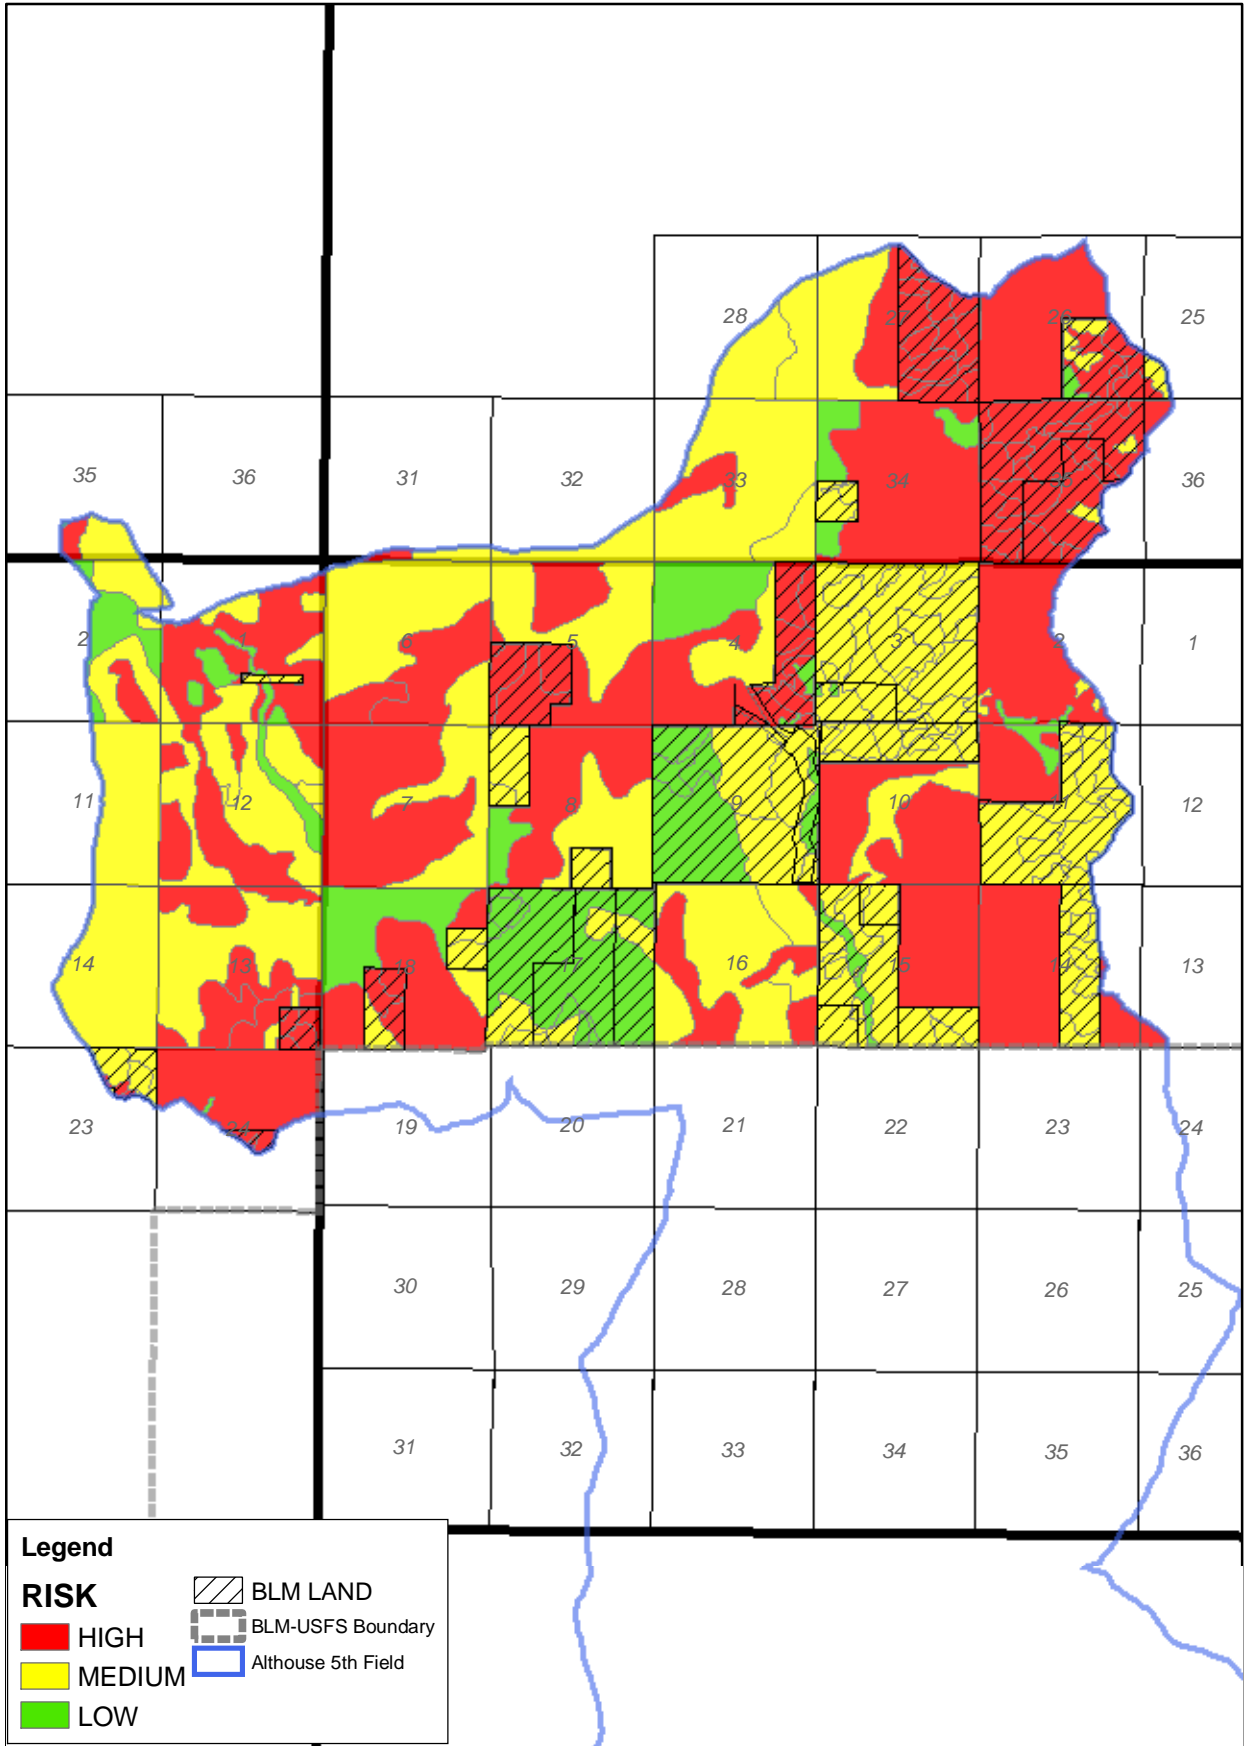 28 27 26 25
35 36 31 32 33 34 35 36
2 1 6 5 4 3 2 1
11 12 7 8 9 10 11 12
14 13 18 17 16 15 14 13
23 24 19 20 21 22 23 24
30 29 28 27 26 25
31 32 33 34 35 36
Legend
RISK
HIGH
MEDIUM
LOW
BLM LAND
BLM-USFS Boundary
Althouse 5th Field